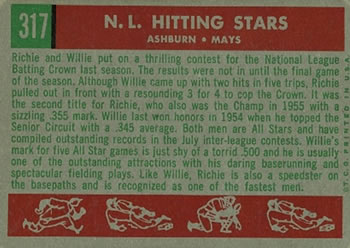 317
N. L. HITTING STARS
ASHBURN • MAYS
Richie and Willie put on a thrilling contest for the National League
Batting Crown last season. The results were not in until the final game
of the season. Although Willie came up with two hits in five trips, Richie
pulled out in front with a resounding 3 for 4 to cop the Crown. It
was the second title for Richie, who also was the Champ in 1955 with a
sizzling .355 mark. Willie last won honors in 1954 when he topped the
Senior Circuit with a .345 average. Both men are All Stars and have
compiled outstanding records in the July inter-league contests. Willie's
mark for five All Star games is just shy of a torrid .500 and he is usually
one of the outstanding attractions with his daring baserunning and
spectacular fielding plays. Like Willie, Richie is also a speedster on
the basepaths and is recognized as one of the fastest men.
© T.C.G. PRINTED IN U.S.A.